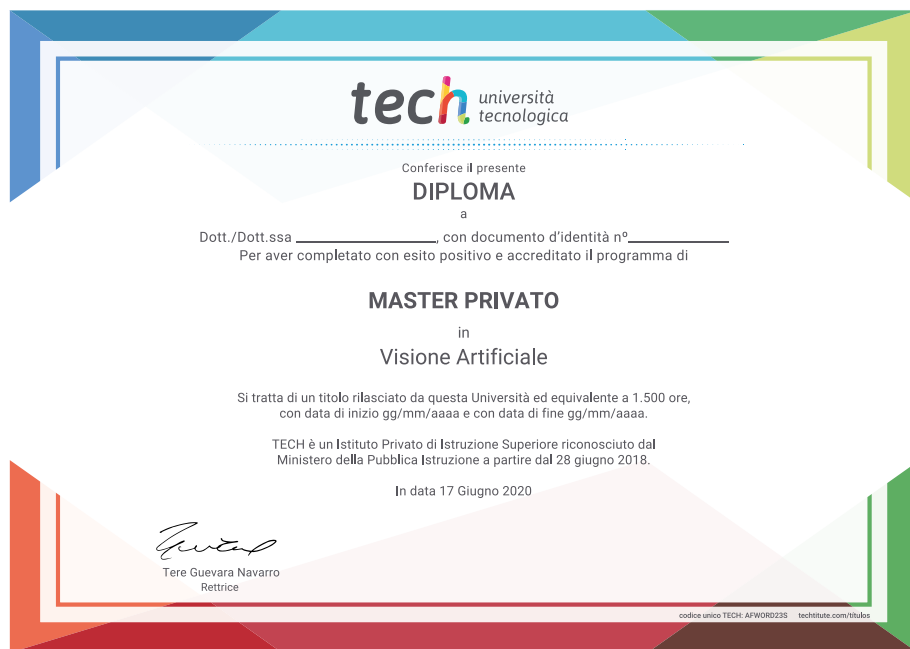 tech università
tecnologica
Conferisce il presente
DIPLOMA
a
Dott./Dott.ssa ____________________, con documento d'identità nº______________
Per aver completato con esito positivo e accreditato il programma di
MASTER PRIVATO
in
Visione Artificiale
Si tratta di un titolo rilasciato da questa Università ed equivalente a 1.500 ore,
con data di inizio gg/mm/aaaa e con data di fine gg/mm/aaaa.
TECH è un Istituto Privato di Istruzione Superiore riconosciuto dal
Ministero della Pubblica Istruzione a partire dal 28 giugno 2018.
In data 17 Giugno 2020
Tere Guevara Navarro
Rettrice
codice unico TECH: AFWORD23S techtitute.com/titulos